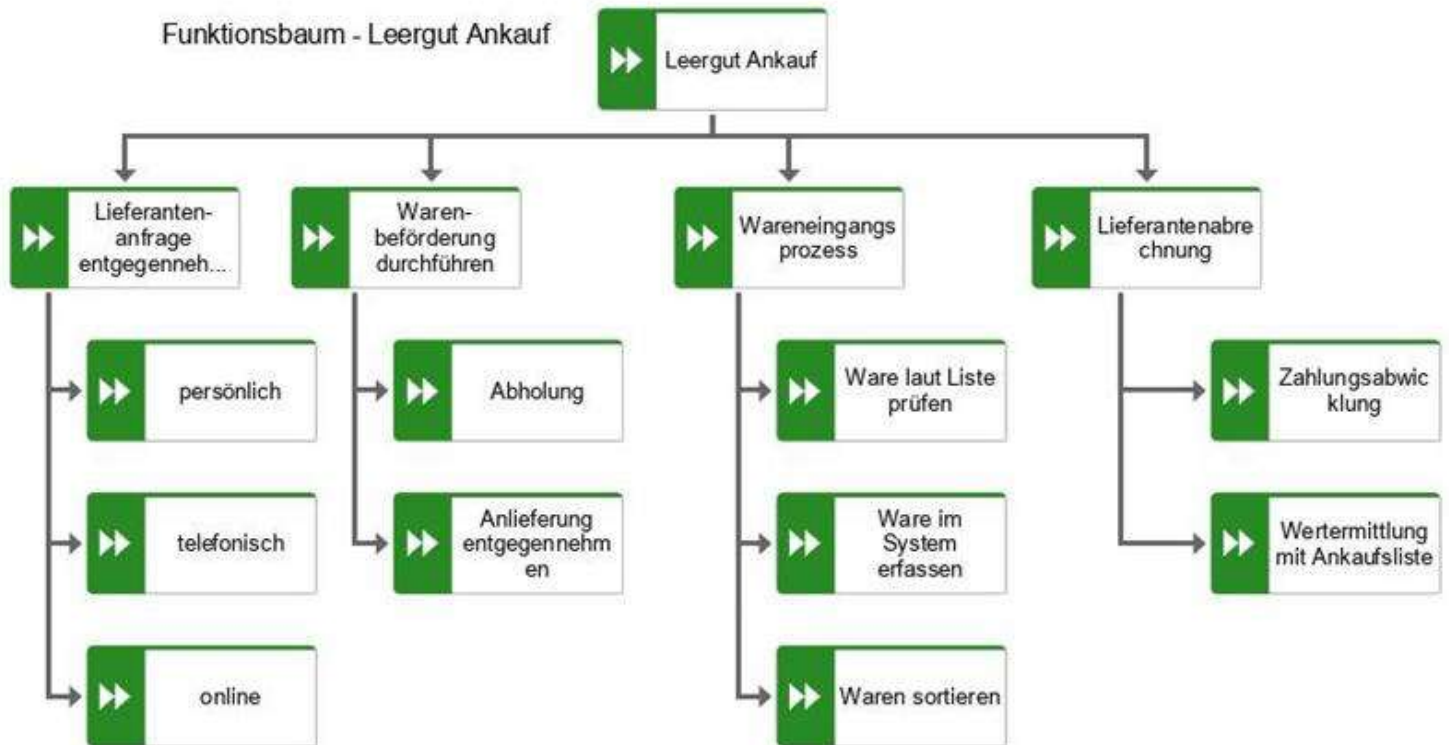 Funktionsbaum - Leergut Ankauf
Leergut Ankauf
Lieferanten-
anfrage
entgegenneh...
Waren-
beförderung
durchführen
Wareneingangs
prozess
Lieferantenabre
chnung
persönlich
Abholung
Ware laut Liste
prüfen
Zahlungsabwic
klung
telefonisch
Anlieferung
entgegennehm
en
Ware im
System
erfassen
Wertermittlung
mit Ankaufsliste
online
Waren sortieren